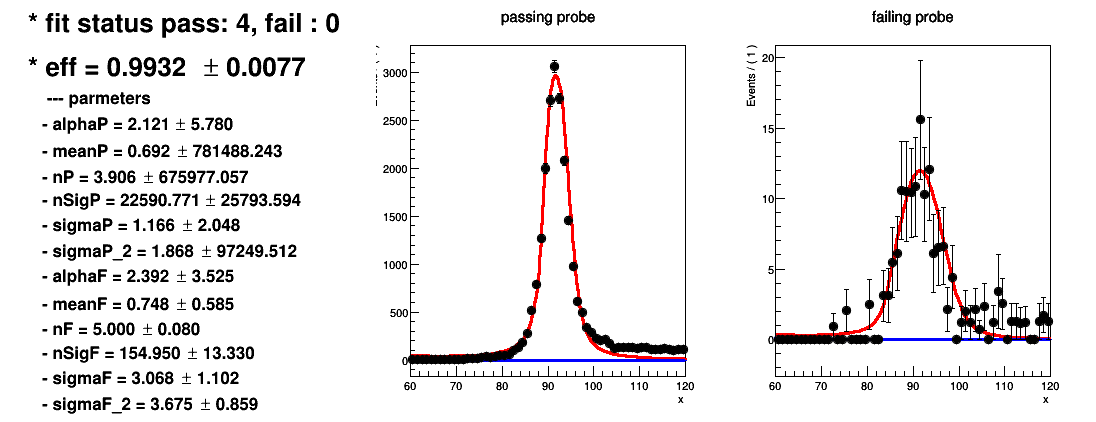 * fit status pass: 4, fail : 0
* eff = 0.9932 ± 0.0077
--- parmeters
- alphaP = 2.121 ± 5.780
- meanP = 0.692 ± 781488.243
- nP = 3.906 ± 675977.057
- nSigP = 22590.771 ± 25793.594
- sigmaP = 1.166 ± 2.048
- sigmaP_2 = 1.868 ± 97249.512
- alphaF = 2.392 ± 3.525
- meanF = 0.748 ± 0.585
- nF = 5.000 ± 0.080
- nSigF = 154.950 ± 13.330
- sigmaF = 3.068 ± 1.102
- sigmaF_2 = 3.675 ± 0.859
passing probe
3000
2500
2000
1500
1000
500
0
60 70 80 90 100 110 120
x
failing probe
Events / ( 1 )
20
15
10
5
0
60 70 80 90 100 110 120
x